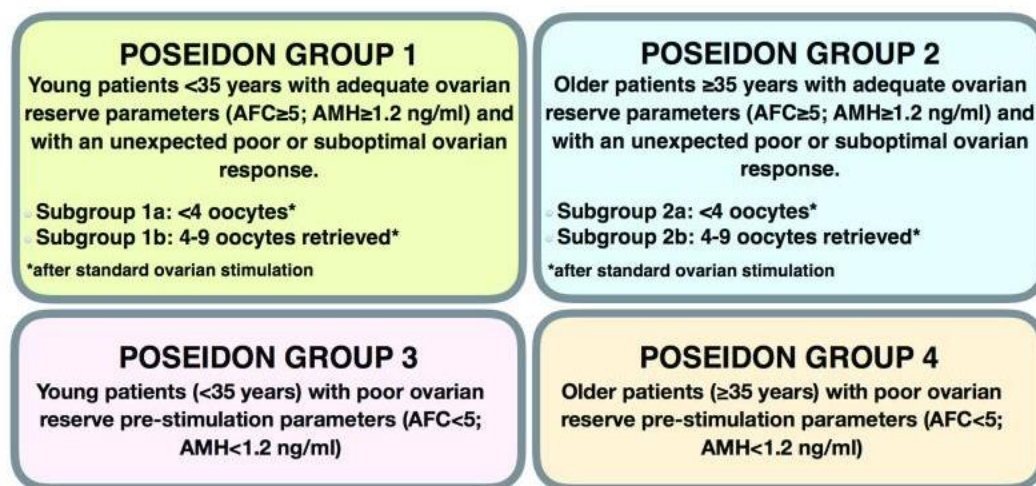 POSEIDON GROUP 1
Young patients <35 years with adequate ovarian
reserve parameters (AFC≥5; AMH≥1.2 ng/ml) and
with an unexpected poor or suboptimal ovarian
response.
Subgroup 1a: <4 oocytes*
Subgroup 1b: 4-9 oocytes retrieved*
*after standard ovarian stimulation
POSEIDON GROUP 2
Older patients ≥35 years with adequate ovarian
reserve parameters (AFC≥5; AMH≥1.2 ng/ml) and
with an unexpected poor or suboptimal ovarian
response.
Subgroup 2a: <4 oocytes*
Subgroup 2b: 4-9 oocytes retrieved*
*after standard ovarian stimulation
POSEIDON GROUP 3
Young patients (<35 years) with poor ovarian
reserve pre-stimulation parameters (AFC<5;
AMH<1.2 ng/ml)
POSEIDON GROUP 4
Older patients (≥35 years) with poor ovarian
reserve pre-stimulation parameters (AFC<5;
AMH<1.2 ng/ml)